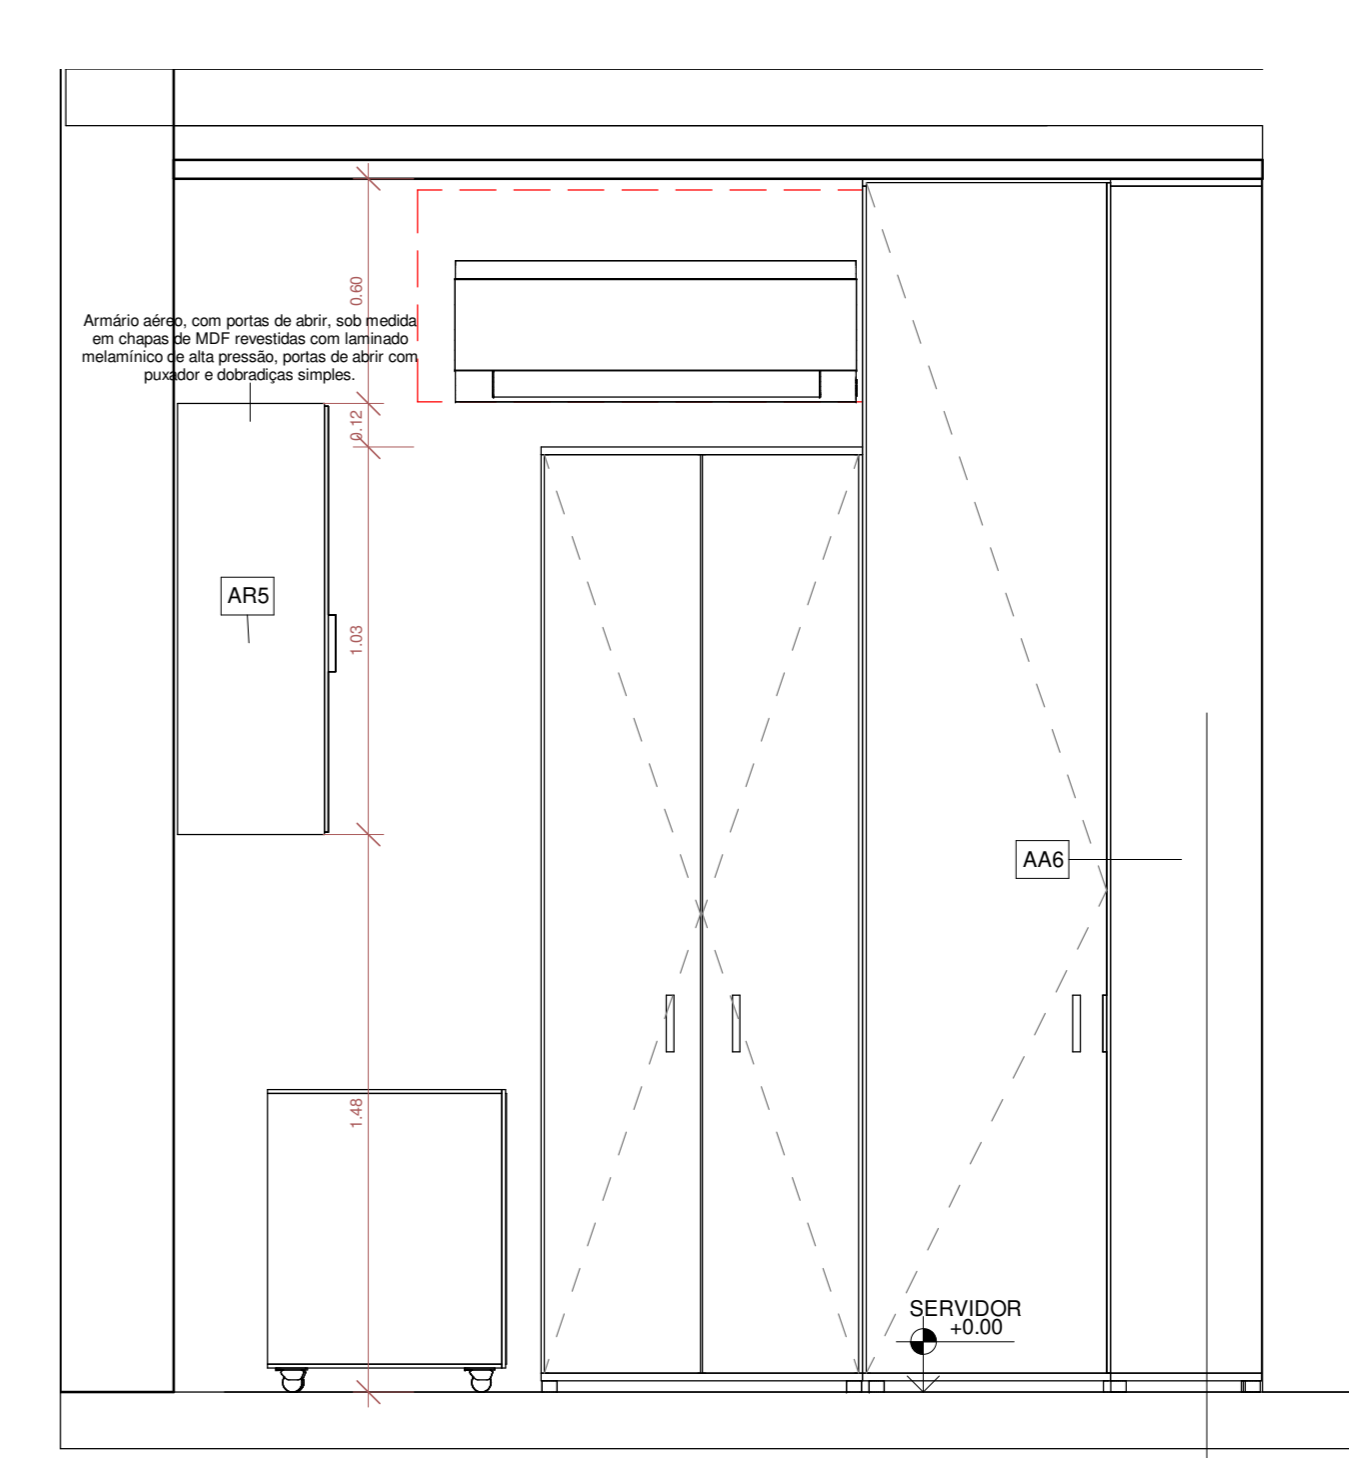 0.60
Armário aéreo, com portas de abrir, sob medida
em chapas de MDF revestidas com laminado
melamínico de alta pressão, portas de abrir com
puxador e dobradiças simples.
0.12
AR5
1.03
AA6
1.48
SERVIDOR
+0.00